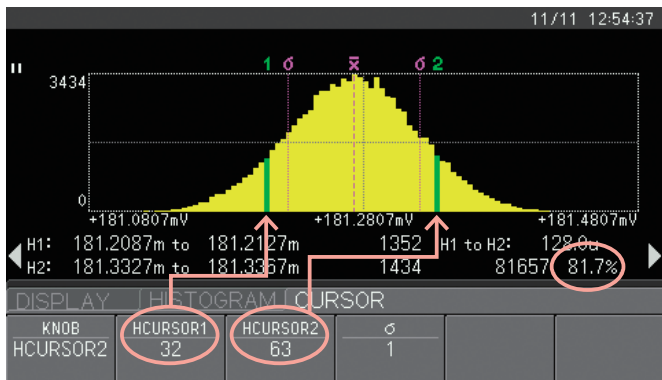 11/11 12:54:37
1 σ x̄ σ 2
3434
0
+181.0807mV +181.2807mV +181.4807mV
H1: 181.2087m to 181.2127m 1352 H1 to H2: 128.0u
H2: 181.3327m to 181.3367m 1434 81657 81.7%
DISPLAY HISTOGRAM CURSOR
KNOB HCURSOR1 HCURSOR2 σ
HCURSOR2 32 63 1